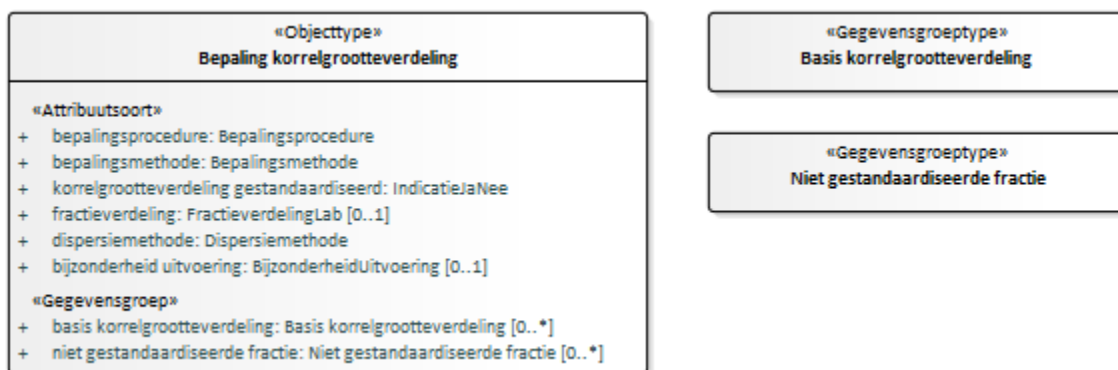 «Objecttype»
Bepaling korrelgrootteverdeling
«Attribuutsoort»
+ bepalingsprocedure: Bepalingsprocedure
+ bepalingsmethode: Bepalingsmethode
+ korrelgrootteverdeling gestandaardiseerd: IndicatieJaNee
+ fractieverdeling: FractieverdelingLab [0..1]
+ dispersiemethode: Dispersiemethode
+ bijzonderheid uitvoering: BijzonderheidUitvoering [0..1]
«Gegevensgroep»
+ basis korrelgrootteverdeling: Basis korrelgrootteverdeling [0..*]
+ niet gestandaardiseerde fractie: Niet gestandaardiseerde fractie [0..*]
«Gegevensgroeptype»
Basis korrelgrootteverdeling
«Gegevensgroeptype»
Niet gestandaardiseerde fractie